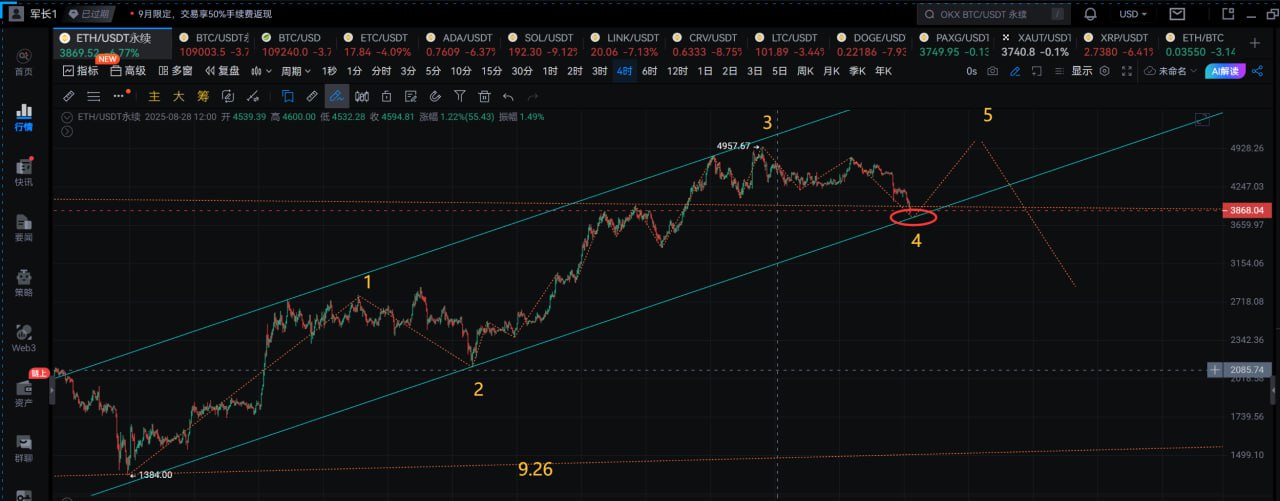 军长1 已过期 • 9月限定，交易享50%手续费返现 OKX BTC/USDT 永续 / USD
ETH/USDT永续 BTC/USDT永 BTC/USD ETC/USDT ADA/USDT SOL/USDT LINK/USDT CRV/USDT LTC/USDT DOGE/USD PAXG/USDT XAUT/USD XRP/USDT ETH/BTC
3869.52 -6.77% 109003.5 -3.7 109240.0 -3.7 17.84 -4.09% 0.7609 -6.37% 192.30 -9.12% 20.06 -7.13% 0.6333 -8.75% 101.89 -3.44% 0.22186 -7.93 3749.95 -0.13 3740.8 -0.1% 2.7380 -6.41% 0.03550 -3.14
NEW
指标 高级 多窗 复盘 周期 1秒 1分 分时 3分 5分 10分 15分 30分 1时 2时 3时 4时 6时 12时 1日 2日 3日 5日 周K 月K 季K 年K 0s 显示 未命名 AI解读
主 大 筹
ETH/USDT永续 2025-08-28 12:00 开 4539.39 高 4600.00 低 4532.28 收 4594.81 涨幅 1.22%(55.43) 振幅 1.49%
首页
行情
快讯
要闻
策略
Web3
链上
资产
群聊
3
5
4957.67
1
4
2
1384.00
9.26
4928.26
4247.03
3868.04
3659.97
3154.06
2718.08
2342.36
2085.74
2018.58
1739.56
1499.10